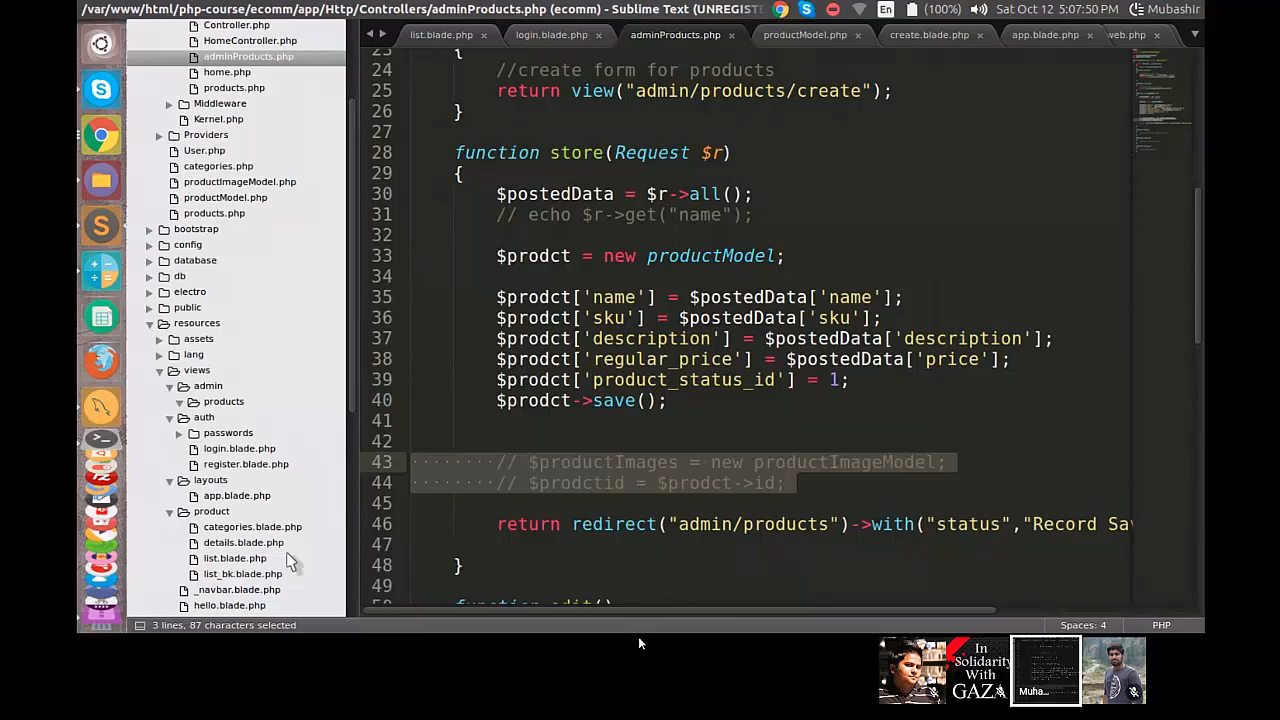 /var/www/html/php-course/ecomm/app/Http/Controllers/adminProducts.php (ecomm) - Sublime Text (UNREGIST
En (100%) Sat Oct 12 5:07:50 PM Mubashir
Controller.php
HomeController.php
adminProducts.php
home.php
products.php
Middleware
Kernel.php
Providers
User.php
categories.php
productImageModel.php
productModel.php
products.php
bootstrap
config
database
db
electro
public
resources
assets
lang
views
admin
products
auth
passwords
login.blade.php
register.blade.php
layouts
app.blade.php
product
categories.blade.php
details.blade.php
list.blade.php
list_bk.blade.php
_navbar.blade.php
hello.blade.php
list.blade.php × login.blade.php × adminProducts.php × productModel.php × create.blade.php × app.blade.php × web.php ×
23 {
24 //create form for poducts
25 return view("admin/products/create");
26 }
27
28 function store(Request $r)
29 {
30 $postedData = $r->all();
31 // echo $r->get("name");
32
33 $prodct = new productModel;
34
35 $prodct['name'] = $postedData['name'];
36 $prodct['sku'] = $postedData['sku'];
37 $prodct['description'] = $postedData['description'];
38 $prodct['regular_price'] = $postedData['price'];
39 $prodct['product_status_id'] = 1;
40 $prodct->save();
41
42
43 ········// $productImages = new productImageModel;
44 ········// $prodctid = $prodct->id;
45
46 return redirect("admin/products")->with("status","Record Sav
47
48 }
49
function edit()
3 lines, 87 characters selected
Spaces: 4 PHP
In
Solidarity
With
GAZA
Muha...